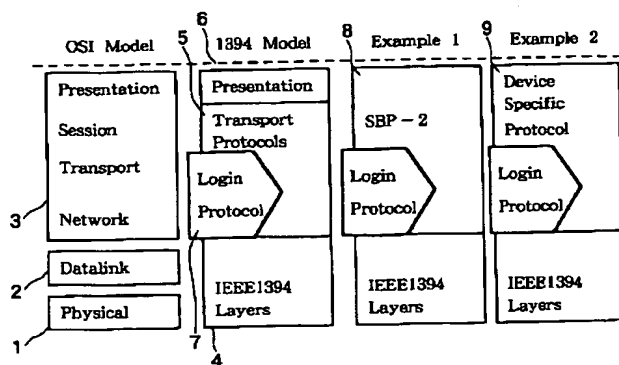 OSI Model
6
1394 Model
8
Example 1
9
Example 2
5
Presentation
Session
Transport
Network
3
Datalink
2
Physical
1
Presentation
Transport
Protocols
Login
Protocol
IEEE1394
Layers
7
4
SBP-2
Login
Protocol
IEEE1394
Layers
Device
Specific
Protocol
Login
Protocol
IEEE1394
Layers